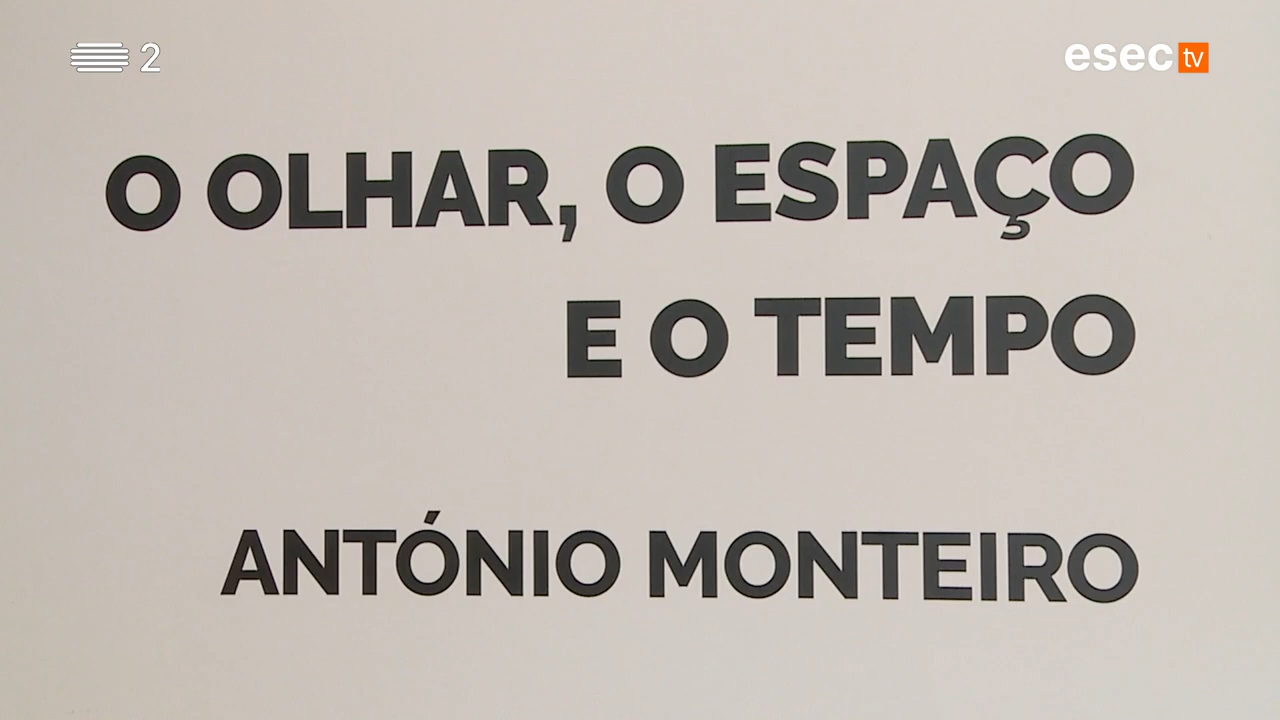 2
esec tv
O OLHAR, O ESPAÇO
E O TEMPO
ANTÓNIO MONTEIRO